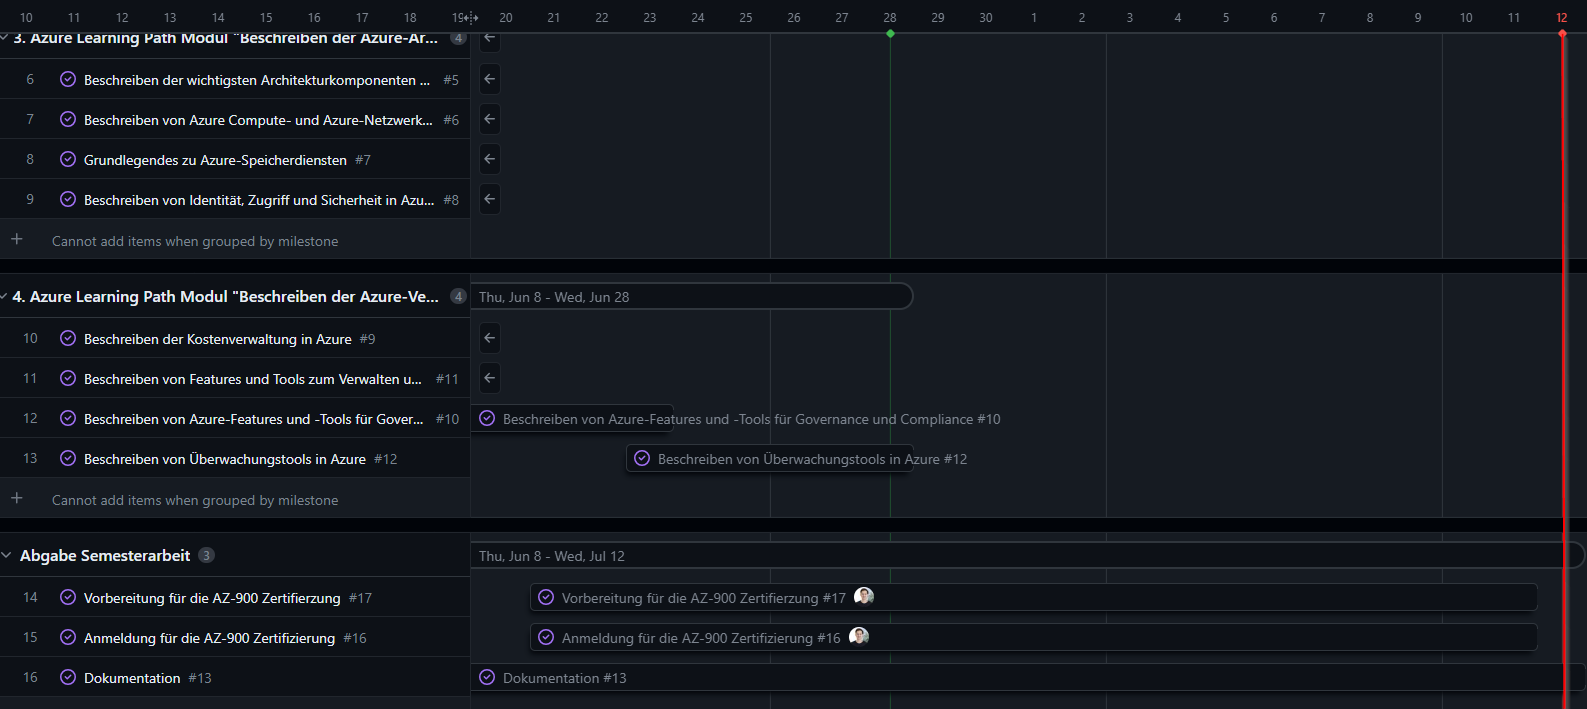 10 11 12 13 14 15 16 17 18 19 20 21 22 23 24 25 26 27 28 29 30 1 2 3 4 5 6 7 8 9 10 11 12
3. Azure Learning Path Modul "Beschreiben der Azure-Ar... 4
6 Beschreiben der wichtigsten Architekturkomponenten ... #5
7 Beschreiben von Azure Compute- und Azure-Netzwerk... #6
8 Grundlegendes zu Azure-Speicherdiensten #7
9 Beschreiben von Identität, Zugriff und Sicherheit in Azu... #8
Cannot add items when grouped by milestone
4. Azure Learning Path Modul "Beschreiben der Azure-Ve... 4 Thu, Jun 8 - Wed, Jun 28
10 Beschreiben der Kostenverwaltung in Azure #9
11 Beschreiben von Features und Tools zum Verwalten u... #11
12 Beschreiben von Azure-Features und -Tools für Gover... #10 Beschreiben von Azure-Features und -Tools für Governance und Compliance #10
13 Beschreiben von Überwachungstools in Azure #12 Beschreiben von Überwachungstools in Azure #12
Cannot add items when grouped by milestone
Abgabe Semesterarbeit 3 Thu, Jun 8 - Wed, Jul 12
14 Vorbereitung für die AZ-900 Zertifierzung #17 Vorbereitung für die AZ-900 Zertifierzung #17
15 Anmeldung für die AZ-900 Zertifizierung #16 Anmeldung für die AZ-900 Zertifizierung #16
16 Dokumentation #13 Dokumentation #13